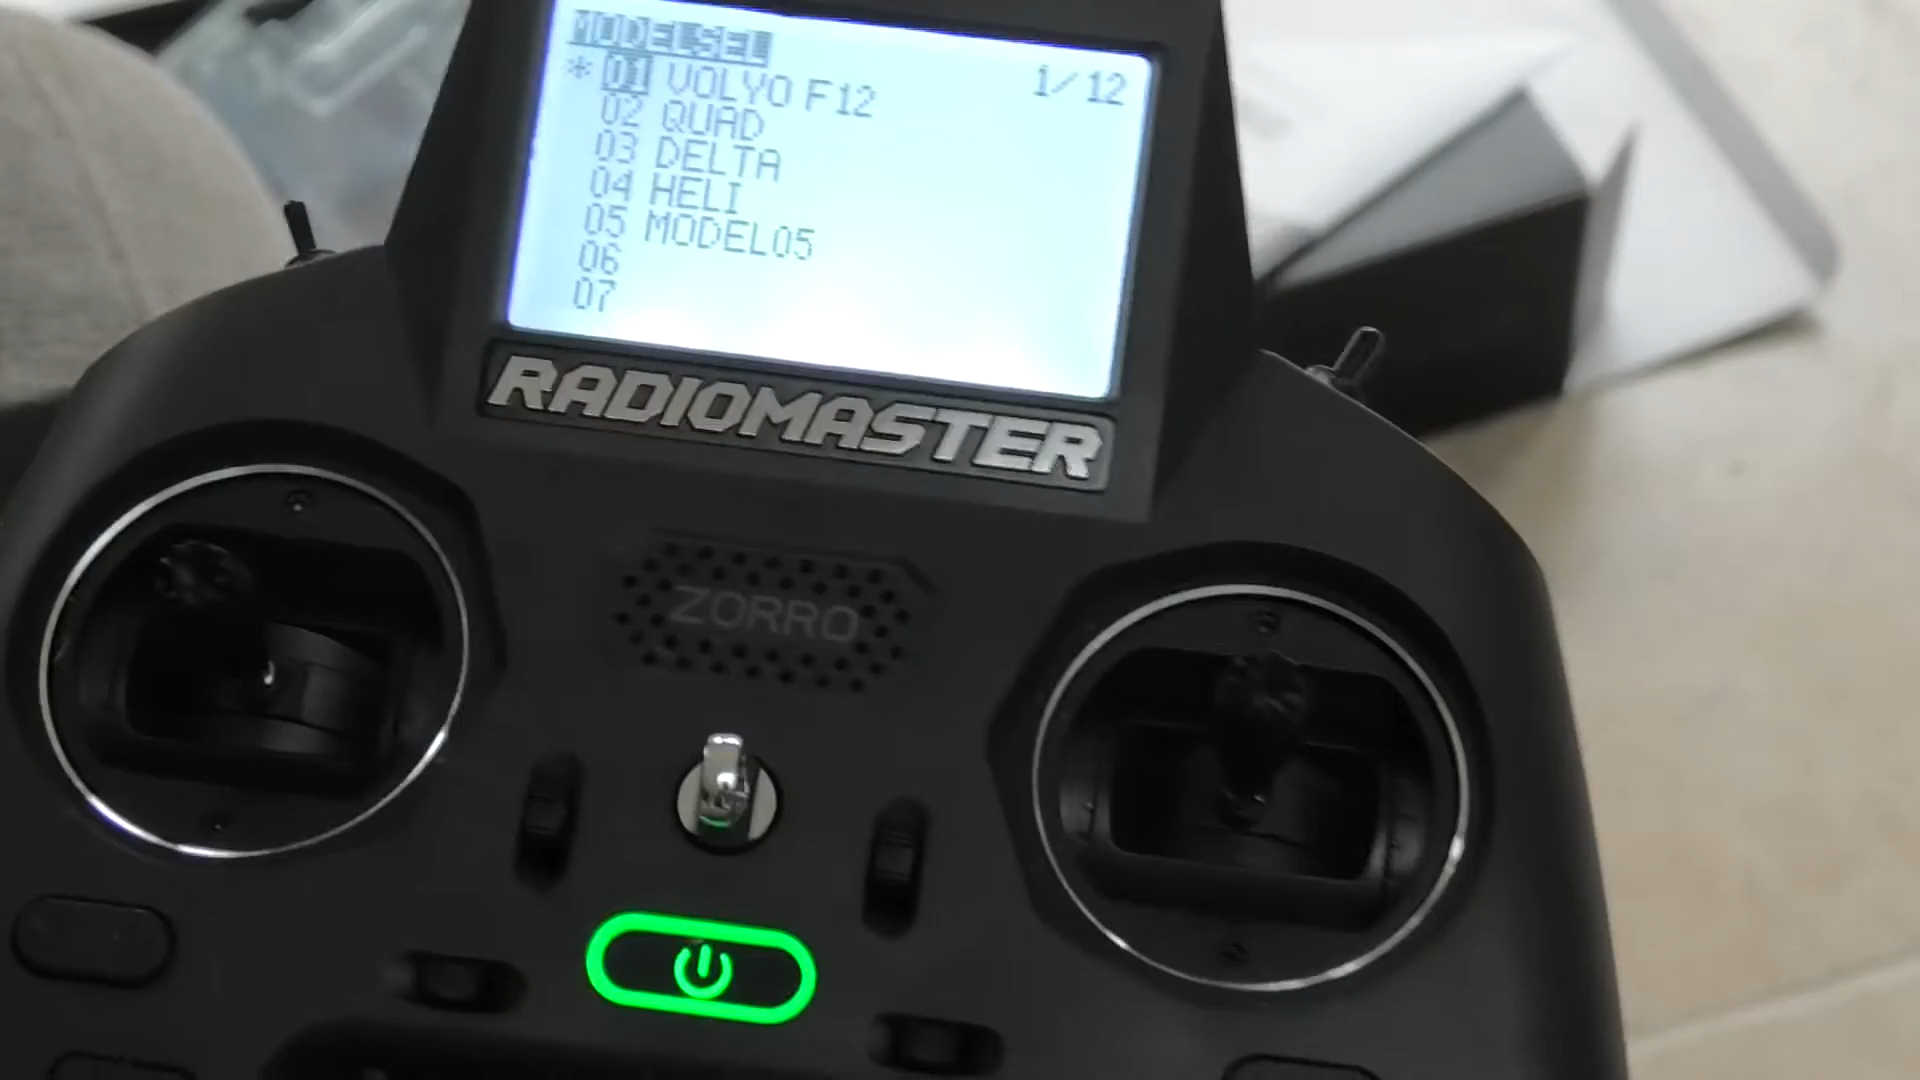 MODELSEL 1/12
* 01 VOLYO F12
02 QUAD
03 DELTA
04 HELI
05 MODEL05
06
07
RADIOMASTER
ZORRO